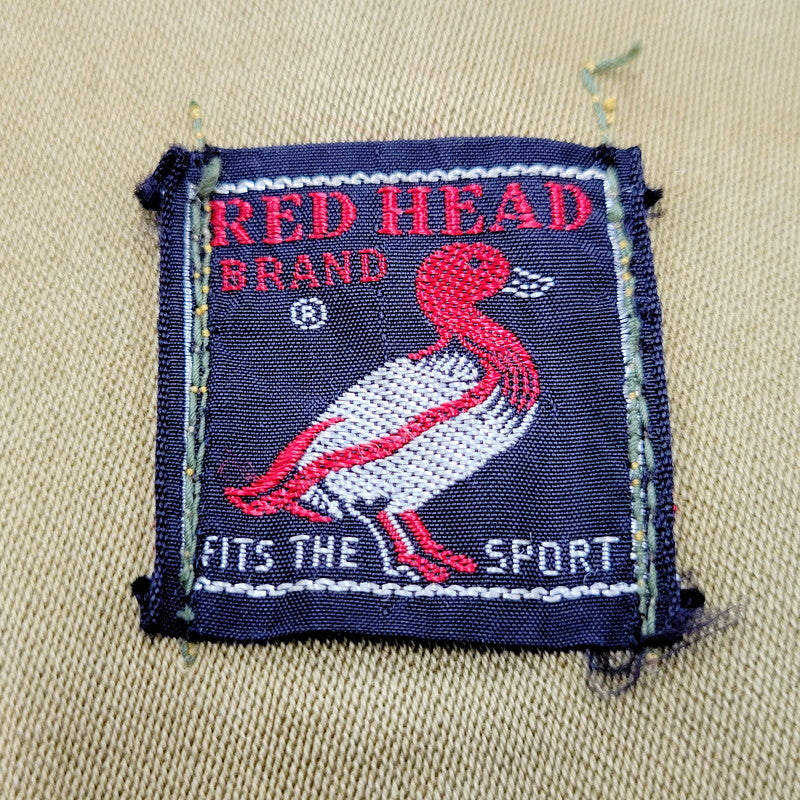 RED HEAD
BRAND
®
FITS THE SPORT